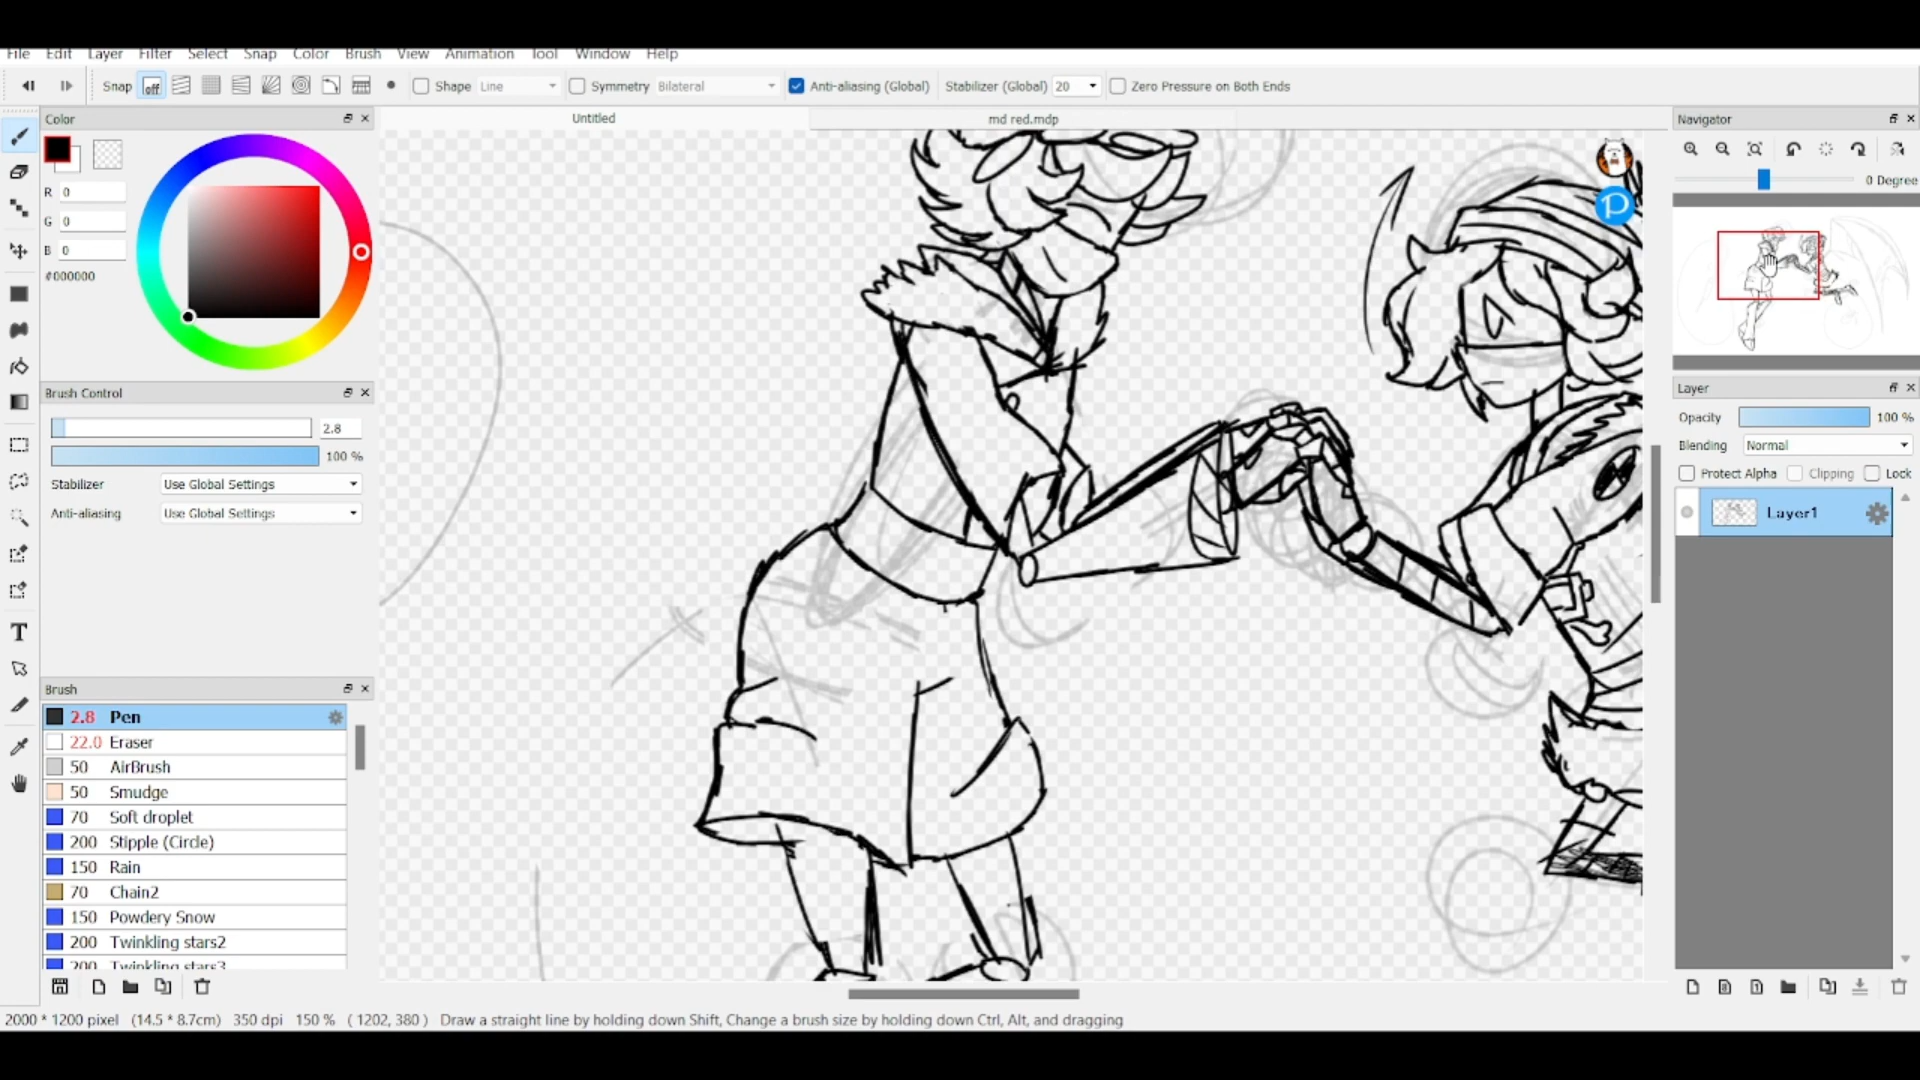 File Edit Layer Filter Select Snap Color Brush View Animation Tool Window Help
Snap off Shape Line Symmetry Bilateral Anti-aliasing (Global) Stabilizer (Global) 20 Zero Pressure on Both Ends
Color
Untitled
md red.mdp
Navigator
R 0
G 0
B 0
#000000
0 Degree
Brush Control
2.8
100 %
Stabilizer Use Global Settings
Anti-aliasing Use Global Settings
Layer
Opacity 100 %
Blending Normal
Protect Alpha Clipping Lock
Layer1
Brush
2.8 Pen
22.0 Eraser
50 AirBrush
50 Smudge
70 Soft droplet
200 Stipple (Circle)
150 Rain
70 Chain2
150 Powdery Snow
200 Twinkling stars2
200 Twinkling stars3
T
2000 * 1200 pixel (14.5 * 8.7cm) 350 dpi 150 % ( 1202, 380 ) Draw a straight line by holding down Shift, Change a brush size by holding down Ctrl, Alt, and dragging